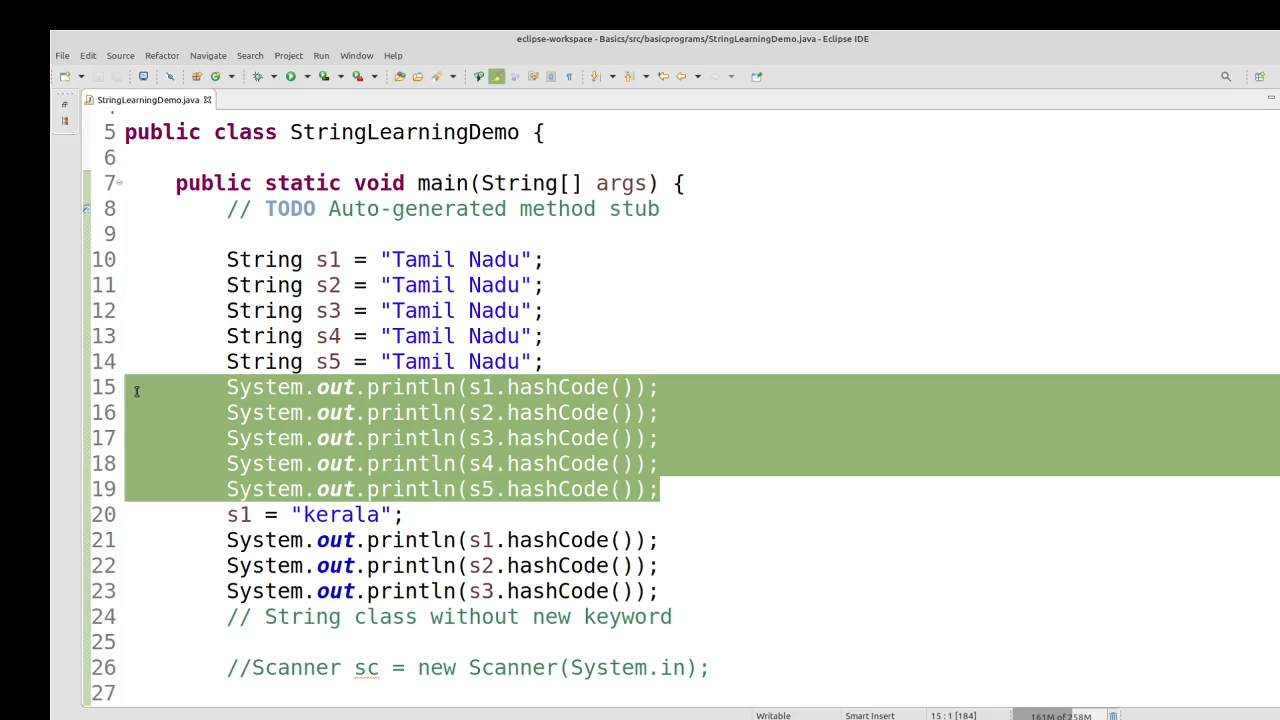 eclipse-workspace - Basics/src/basicprograms/StringLearningDemo.java - Eclipse IDE
File Edit Source Refactor Navigate Search Project Run Window Help
StringLearningDemo.java
5 public class StringLearningDemo {
6
7 public static void main(String[] args) {
8 // TODO Auto-generated method stub
9
10 String s1 = "Tamil Nadu";
11 String s2 = "Tamil Nadu";
12 String s3 = "Tamil Nadu";
13 String s4 = "Tamil Nadu";
14 String s5 = "Tamil Nadu";
15 System.out.println(s1.hashCode());
16 System.out.println(s2.hashCode());
17 System.out.println(s3.hashCode());
18 System.out.println(s4.hashCode());
19 System.out.println(s5.hashCode());
20 s1 = "kerala";
21 System.out.println(s1.hashCode());
22 System.out.println(s2.hashCode());
23 System.out.println(s3.hashCode());
24 // String class without new keyword
25
26 //Scanner sc = new Scanner(System.in);
27
Writable Smart Insert 15 : 1 [184] 161M of 258M